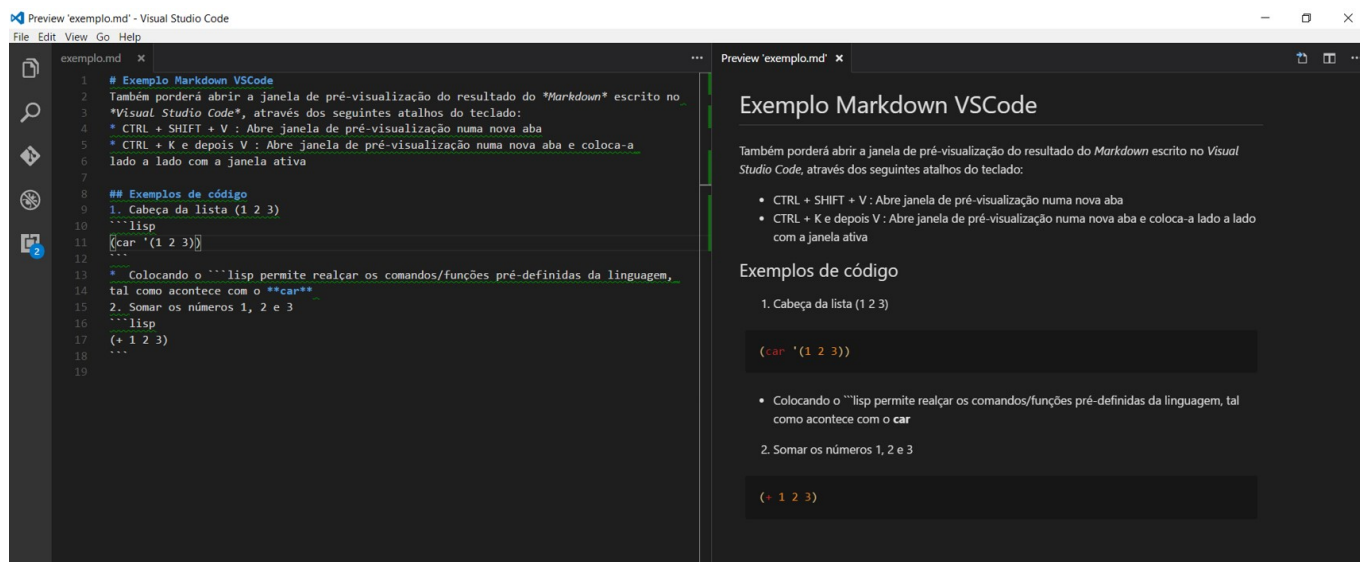 Preview 'exemplo.md' - Visual Studio Code
File Edit View Go Help
exemplo.md
1 # Exemplo Markdown VSCode
2 Também porderá abrir a janela de pré-visualização do resultado do *Markdown* escrito no
3 *Visual Studio Code*, através dos seguintes atalhos do teclado:
4 * CTRL + SHIFT + V : Abre janela de pré-visualização numa nova aba
5 * CTRL + K e depois V : Abre janela de pré-visualização numa nova aba e coloca-a
6 lado a lado com a janela ativa
7
8 ## Exemplos de código
9 1. Cabeça da lista (1 2 3)
10 ```lisp
11 (car '(1 2 3))
12 ```
13 *  Colocando o ```lisp permite realçar os comandos/funções pré-definidas da linguagem,
14 tal como acontece com o **car**
15 2. Somar os números 1, 2 e 3
16 ```lisp
17 (+ 1 2 3)
18 ```
19
2
Preview 'exemplo.md'
Exemplo Markdown VSCode
Também porderá abrir a janela de pré-visualização do resultado do Markdown escrito no Visual
Studio Code, através dos seguintes atalhos do teclado:
• CTRL + SHIFT + V : Abre janela de pré-visualização numa nova aba
• CTRL + K e depois V : Abre janela de pré-visualização numa nova aba e coloca-a lado a lado
com a janela ativa
Exemplos de código
1. Cabeça da lista (1 2 3)
(car '(1 2 3))
• Colocando o ```lisp permite realçar os comandos/funções pré-definidas da linguagem, tal
como acontece com o car
2. Somar os números 1, 2 e 3
(+ 1 2 3)